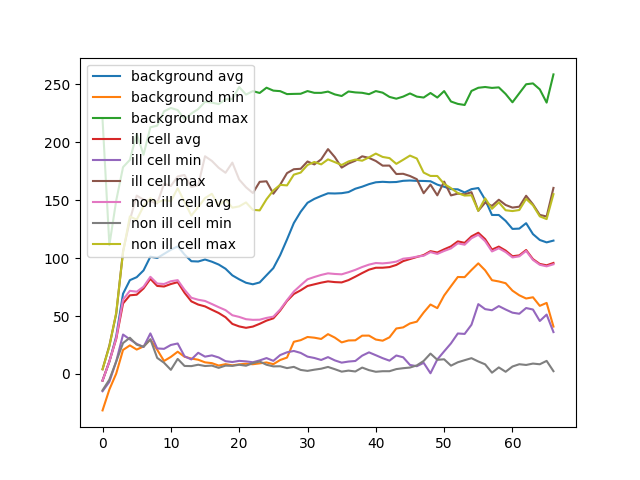 250
200
150
100
50
0
background avg
background min
background max
ill cell avg
ill cell min
ill cell max
non ill cell avg
non ill cell min
non ill cell max
0 10 20 30 40 50 60